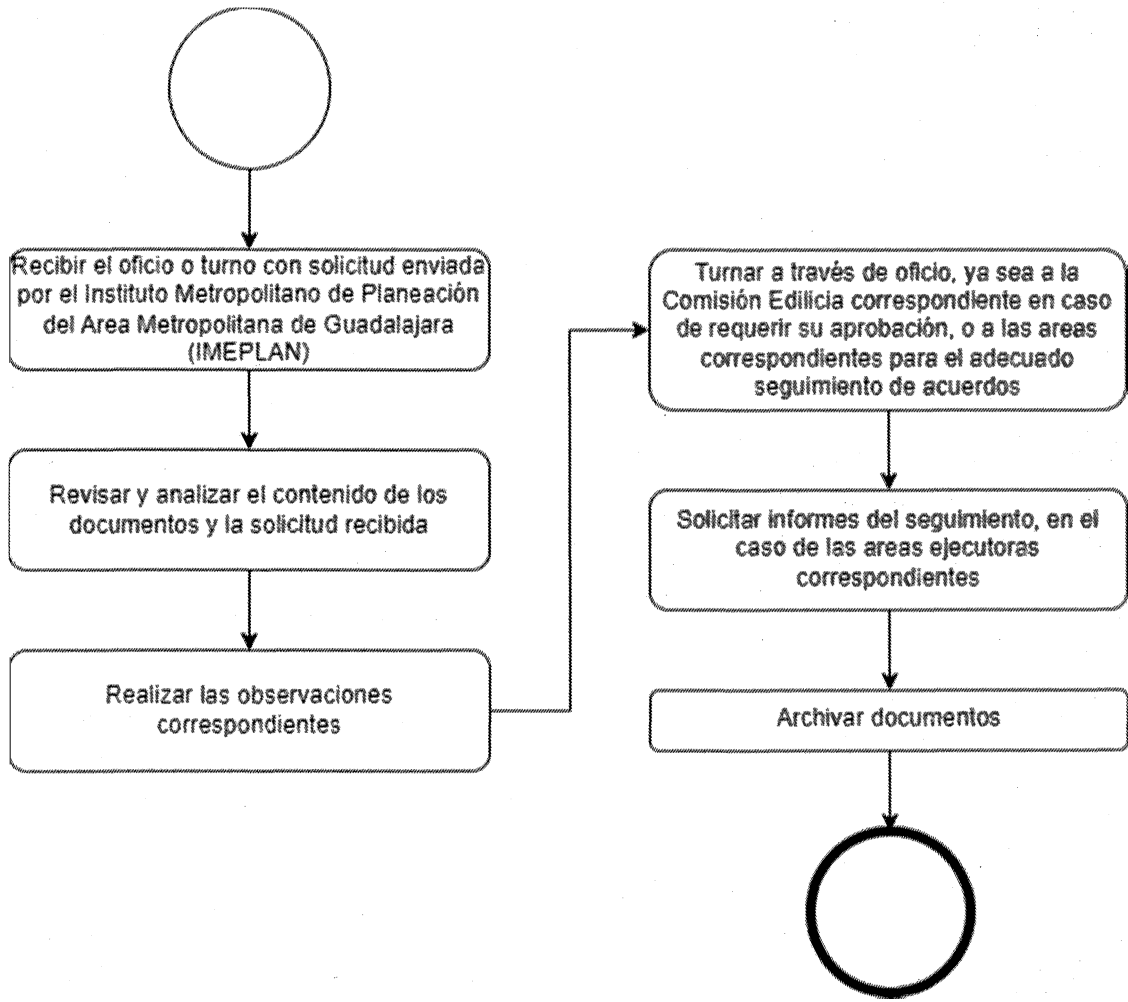 Recibir el oficio o turno con solicitud enviada
por el Instituto Metropolitano de Planeación
del Area Metropolitana de Guadalajara
(IMEPLAN)
Revisar y analizar el contenido de los
documentos y la solicitud recibida
Realizar las observaciones
correspondientes
Turnar a través de oficio, ya sea a la
Comisión Edilicia correspondiente en caso
de requerir su aprobación, o a las areas
correspondientes para el adecuado
seguimiento de acuerdos
Solicitar informes del seguimiento, en el
caso de las areas ejecutoras
correspondientes
Archivar documentos